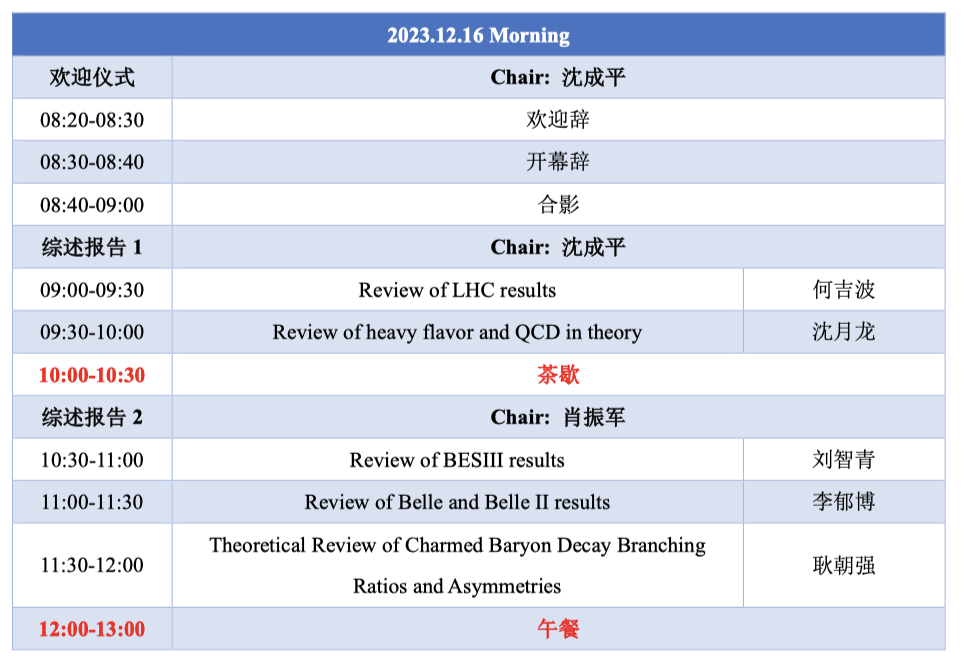 2023.12.16 Morning
欢迎仪式 Chair: 沈成平
08:20-08:30 欢迎辞
08:30-08:40 开幕辞
08:40-09:00 合影
综述报告 1 Chair: 沈成平
09:00-09:30 Review of LHC results 何吉波
09:30-10:00 Review of heavy flavor and QCD in theory 沈月龙
10:00-10:30 茶歇
综述报告 2 Chair: 肖振军
10:30-11:00 Review of BESIII results 刘智青
11:00-11:30 Review of Belle and Belle II results 李郁博
11:30-12:00 Theoretical Review of Charmed Baryon Decay Branching
Ratios and Asymmetries 耿朝强
12:00-13:00 午餐